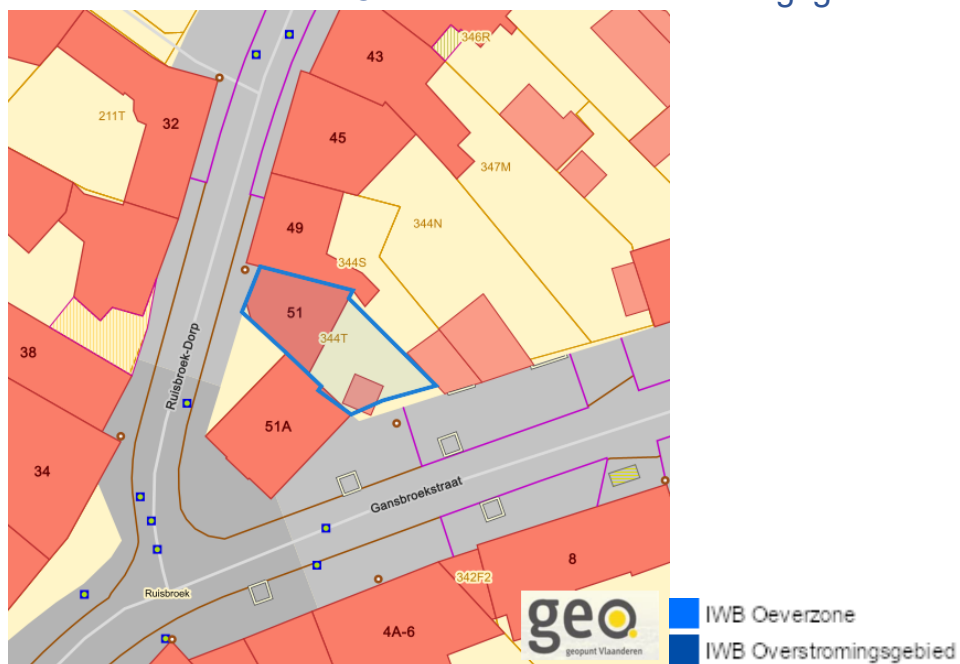 43
346R
211T
32
45
347M
344N
49
344S
51
344T
Ruisbroek-Dorp
38
51A
34
Gansbroekstraat
8
Ruisbroek
342F2
4A-6
geo.
geopunt Vlaanderen
IWB Oeverzone
IWB Overstromingsgebied